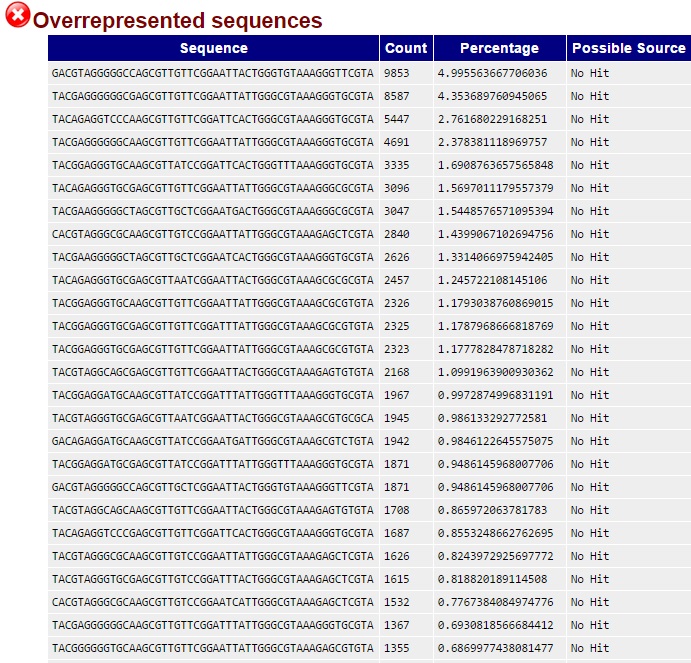 Overrepresented sequences
Sequence Count Percentage Possible Source
GACGTAGGGGGCCAGCGTTGTTCGGAATTACTGGGTGTAAAGGGTTCGTA 9853 4.995563667706036 No Hit
TACGAGGGGGGCGAGCGTTGTTCGGAATTATTGGGCGTAAAGGGTGCGTA 8587 4.353689760945065 No Hit
TACAGAGGTCCCAAGCGTTGTTCGGATTCACTGGGCGTAAAGGGTGCGTA 5447 2.761680229168251 No Hit
TACGAGGGGGGCAAGCGTTGTTCGGAATTATTGGGCGTAAAGGGTGCGTA 4691 2.378381118969757 No Hit
TACGGAGGGTGCAAGCGTTATCCGGATTCACTGGGTTTAAAGGGTGCGTA 3335 1.6908763657565848 No Hit
TACAGAGGGTGCGAGCGTTGTTCGGAATTATTGGGCGTAAAGGGCGCGTA 3096 1.5697011179557379 No Hit
TACGAAGGGGGCTAGCGTTGCTCGGAATGACTGGGCGTAAAGGGCGCGTA 3047 1.5448576571095394 No Hit
CACGTAGGGCGCAAGCGTTGTCCGGAATTATTGGGCGTAAAGAGCTCGTA 2840 1.4399067102694756 No Hit
TACGAAGGGGGCTAGCGTTGCTCGGAATCACTGGGCGTAAAGGGTGCGTA 2626 1.3314066975942405 No Hit
TACAGAGGGTGCGAGCGTTAATCGGAATTACTGGGCGTAAAGCGCGCGTA 2457 1.245722108145106 No Hit
TACGGAGGGTGCAAGCGTTGTTCGGAATTATTGGGCGTAAAGCGCGTGTA 2326 1.1793038760869015 No Hit
TACGGAGGGTGCGAGCGTTGTTCGGATTTATTGGGCGTAAAGCGCGTGTA 2325 1.1787968666818769 No Hit
TACGGAGGGTGCGAGCGTTGTTCGGAATTATTGGGCGTAAAGCGCGTGTA 2323 1.1777828478718282 No Hit
TACGTAGGCAGCGAGCGTTGTTCGGAATTACTGGGCGTAAAGAGTGTGTA 2168 1.0991963900930362 No Hit
TACGGAGGATGCAAGCGTTATCCGGATTTATTGGGTTTAAAGGGTGCGTA 1967 0.9972874996831191 No Hit
TACGTAGGGTGCGAGCGTTAATCGGAATTACTGGGCGTAAAGCGTGCGCA 1945 0.986133292772581 No Hit
GACAGAGGATGCAAGCGTTATCCGGAATGATTGGGCGTAAAGCGTCTGTA 1942 0.9846122645575075 No Hit
TACGGAGGATGCGAGCGTTATCCGGATTTATTGGGTTTAAAGGGTGCGTA 1871 0.9486145968007706 No Hit
GACGTAGGGGGCCAGCGTTGCTCGGAATTACTGGGTGTAAAGGGTTCGTA 1871 0.9486145968007706 No Hit
TACGTAGGCAGCAAGCGTTGTTCGGAATTACTGGGCGTAAAGAGTGTGTA 1708 0.865972063781783 No Hit
TACAGAGGTCCCGAGCGTTGTTCGGATTCACTGGGCGTAAAGGGTGCGTA 1687 0.8553248662762695 No Hit
TACGTAGGGCGCAAGCGTTGTCCGGAATTATTGGGCGTAAAGAGCTCGTA 1626 0.8243972925697772 No Hit
TACGTAGGGTGCGAGCGTTGTCCGGATTTACTGGGCGTAAAGAGCTCGTA 1615 0.818820189114508 No Hit
CACGTAGGGCGCAAGCGTTGTCCGGAATCATTGGGCGTAAAGAGCTCGTA 1532 0.7767384084974776 No Hit
TACGAGGGGGGCAAGCGTTGTTCGGATTTATTGGGCGTAAAGGGTGCGTA 1367 0.6930818566684412 No Hit
TACGGGGGGTGCAAGCGTTGTTCGGAATTATTGGGCGTAAAGAGCGTGTA 1355 0.6869977438081477 No Hit